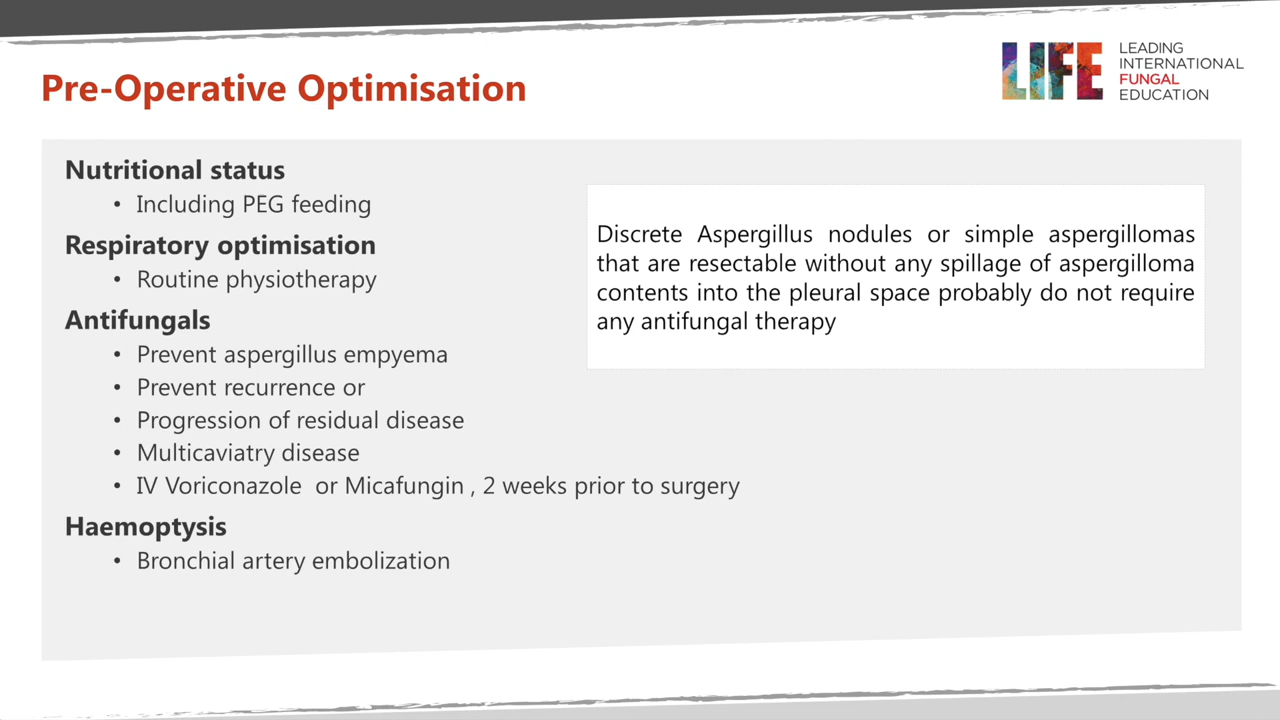 Pre-Operative Optimisation
LIFE
LEADING
INTERNATIONAL
FUNGAL
EDUCATION
Nutritional status
• Including PEG feeding
Respiratory optimisation
• Routine physiotherapy
Antifungals
• Prevent aspergillus empyema
• Prevent recurrence or
• Progression of residual disease
• Multicaviatry disease
• IV Voriconazole or Micafungin , 2 weeks prior to surgery
Haemoptysis
• Bronchial artery embolization
Discrete Aspergillus nodules or simple aspergillomas
that are resectable without any spillage of aspergilloma
contents into the pleural space probably do not require
any antifungal therapy